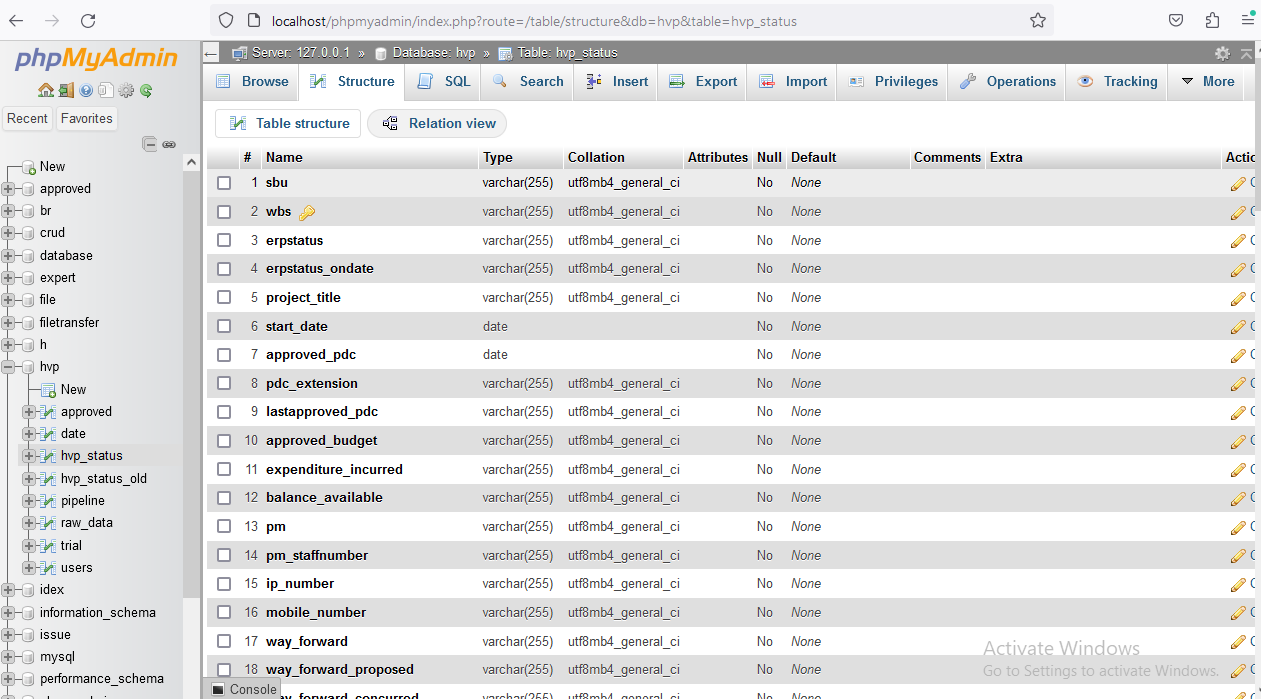 localhost/phpmyadmin/index.php?route=/table/structure&db=hvp&table=hvp_status
phpMyAdmin
Recent Favorites
New
approved
br
crud
database
expert
file
filetransfer
h
hvp
New
approved
date
hvp_status
hvp_status_old
pipeline
raw_data
trial
users
idex
information_schema
issue
mysql
performance_schema
Server: 127.0.0.1 » Database: hvp » Table: hvp_status
Browse Structure SQL Search Insert Export Import Privileges Operations Tracking More
Table structure Relation view
# Name Type Collation Attributes Null Default Comments Extra Actic
1 sbu varchar(255) utf8mb4_general_ci No None
2 wbs varchar(255) utf8mb4_general_ci No None
3 erpstatus varchar(255) utf8mb4_general_ci No None
4 erpstatus_ondate varchar(255) utf8mb4_general_ci No None
5 project_title varchar(255) utf8mb4_general_ci No None
6 start_date date No None
7 approved_pdc date No None
8 pdc_extension varchar(255) utf8mb4_general_ci No None
9 lastapproved_pdc varchar(255) utf8mb4_general_ci No None
10 approved_budget varchar(255) utf8mb4_general_ci No None
11 expenditure_incurred varchar(255) utf8mb4_general_ci No None
12 balance_available varchar(255) utf8mb4_general_ci No None
13 pm varchar(255) utf8mb4_general_ci No None
14 pm_staffnumber varchar(255) utf8mb4_general_ci No None
15 ip_number varchar(255) utf8mb4_general_ci No None
16 mobile_number varchar(255) utf8mb4_general_ci No None
17 way_forward varchar(255) utf8mb4_general_ci No None
18 way_forward_proposed varchar(255) utf8mb4_general_ci No None
way_forward_concurred varchar(255) utf8mb4_general_ci No None
Console
Activate Windows
Go to Settings to activate Windows.